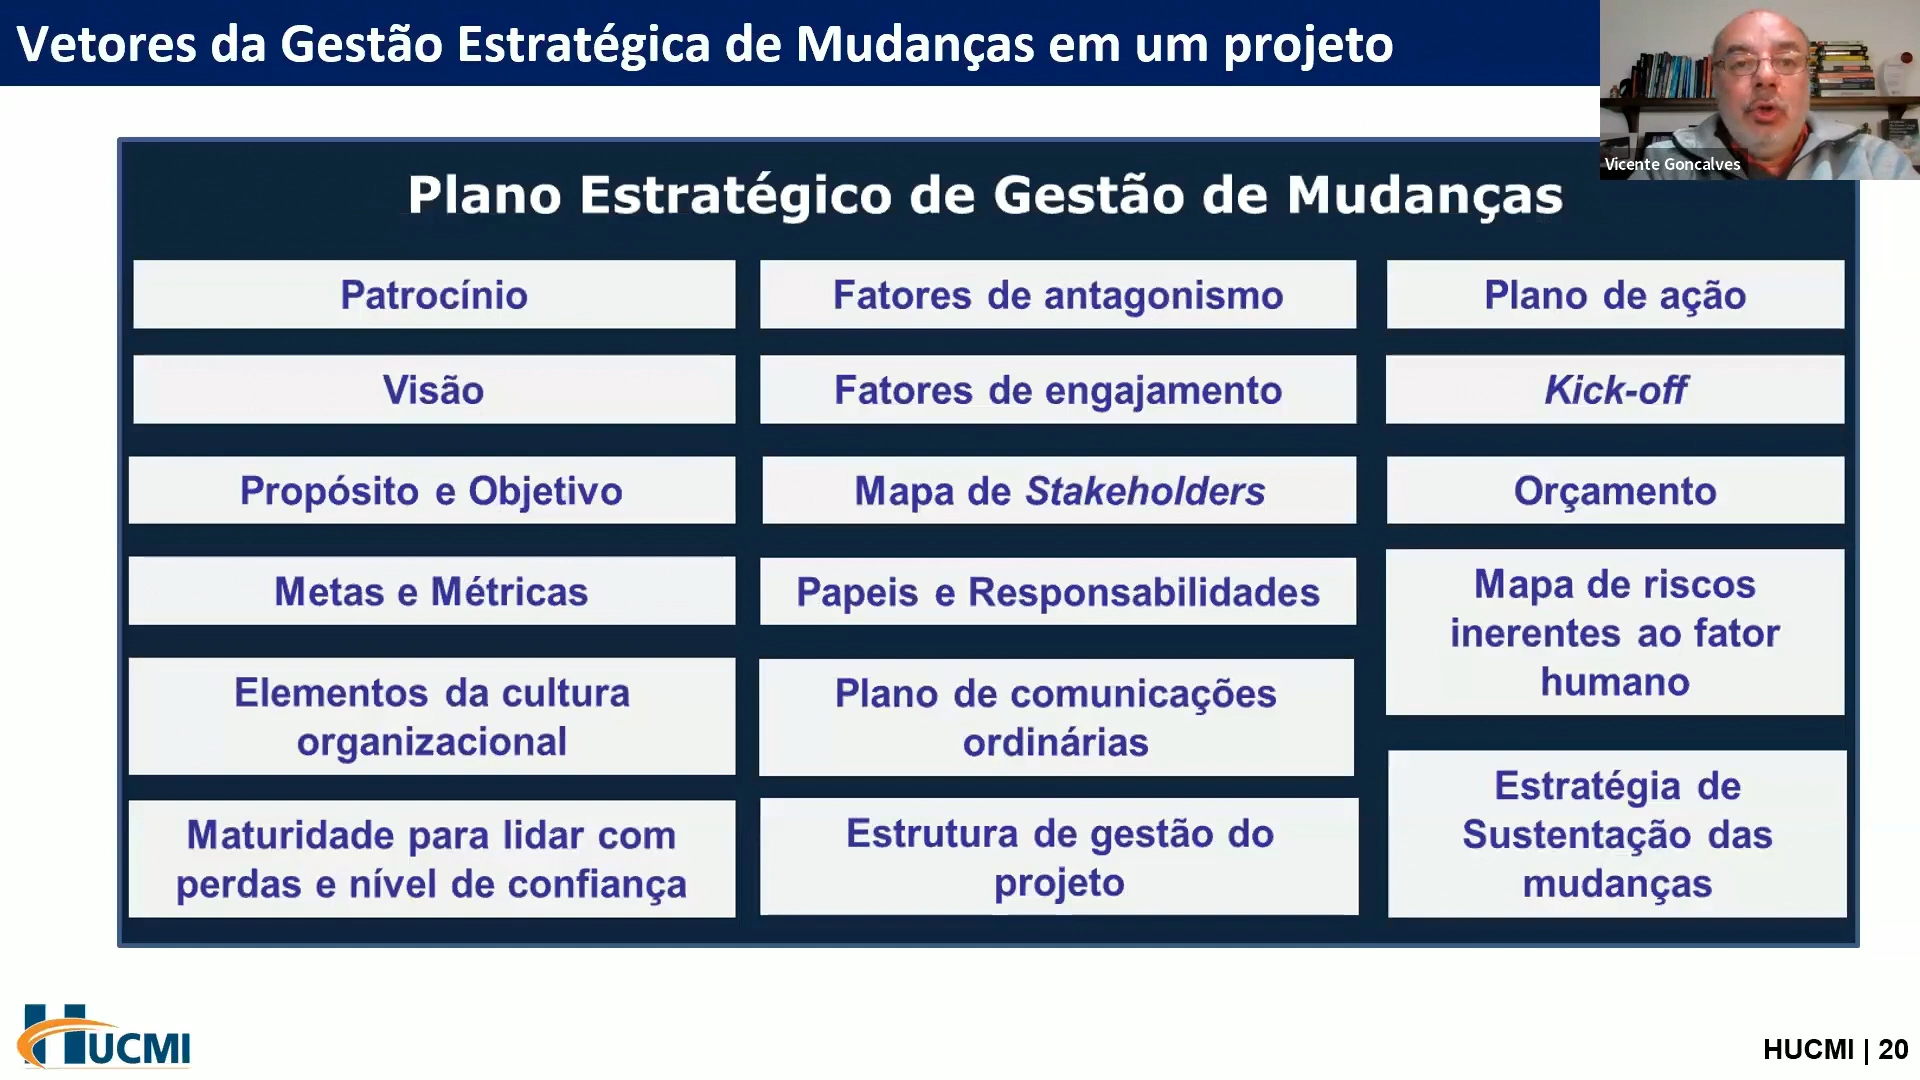 Vetores da Gestão Estratégica de Mudanças em um projeto
Vicente Goncalves
Plano Estratégico de Gestão de Mudanças
Patrocínio
Visão
Propósito e Objetivo
Metas e Métricas
Elementos da cultura
organizacional
Maturidade para lidar com
perdas e nível de confiança
Fatores de antagonismo
Fatores de engajamento
Mapa de Stakeholders
Papeis e Responsabilidades
Plano de comunicações
ordinárias
Estrutura de gestão do
projeto
Plano de ação
Kick-off
Orçamento
Mapa de riscos
inerentes ao fator
humano
Estratégia de
Sustentação das
mudanças
HUCMI
HUCMI | 20